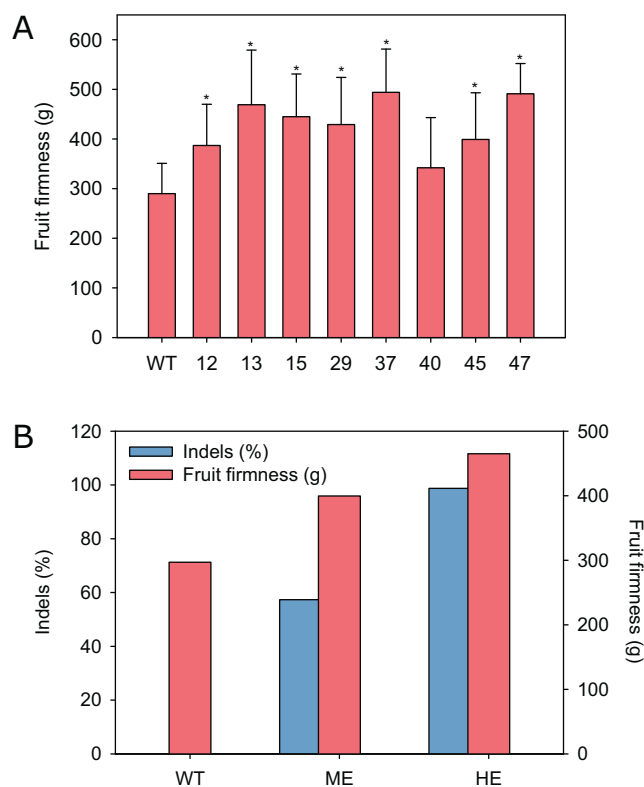 A
Fruit firmness (g)
600
500
400
300
200
100
0
* * * * * * *
WT 12 13 15 29 37 40 45 47
B
Indels (%)
Fruit firmness (g)
Indels (%)
120
100
80
60
40
20
0
500
400
300
200
100
0
Fruit firmness
(g)
WT ME HE